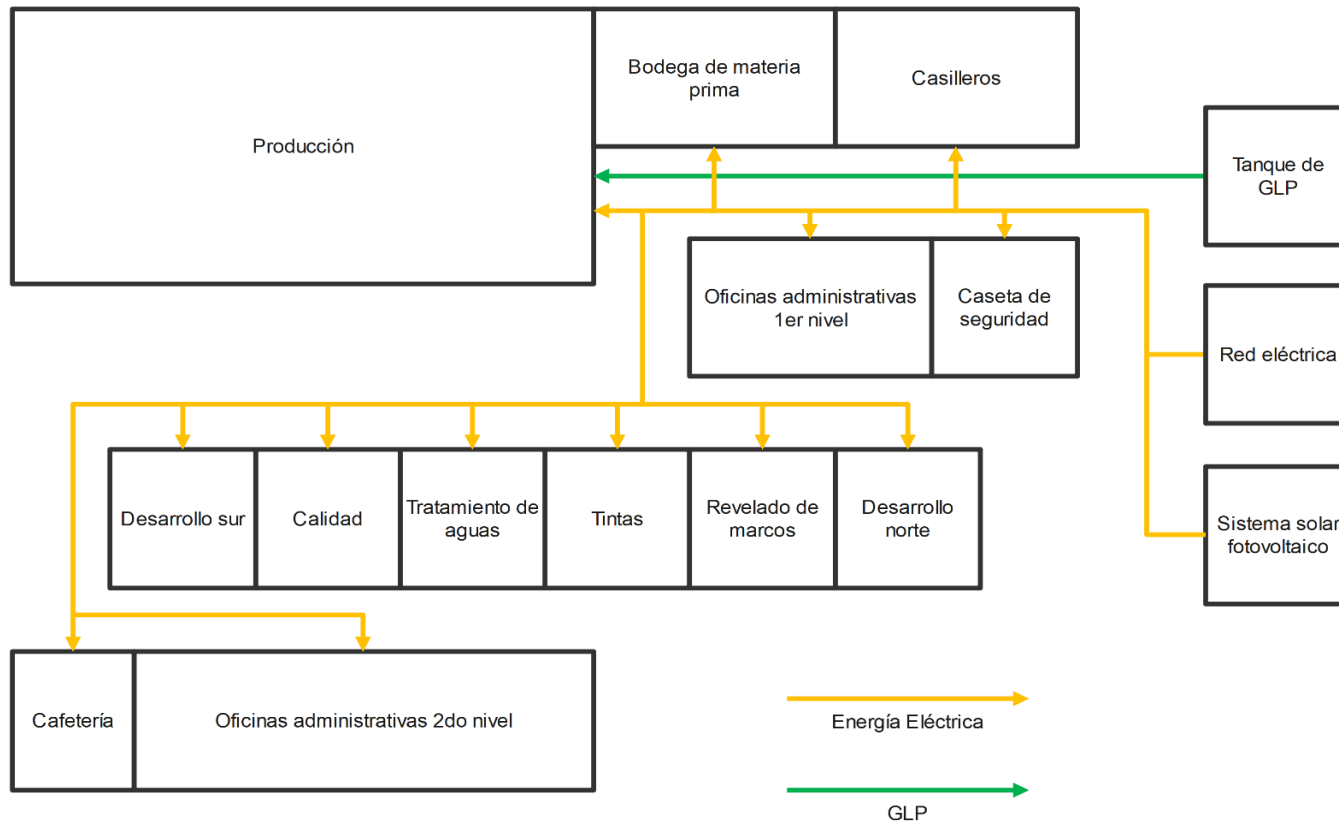 Producción
Bodega de materia
prima
Casilleros
Tanque de
GLP
Oficinas administrativas
1er nivel
Caseta de
seguridad
Red eléctrica
Desarrollo sur
Calidad
Tratamiento de
aguas
Tintas
Revelado de
marcos
Desarrollo
norte
Sistema solar
fotovoltaico
Cafetería
Oficinas administrativas 2do nivel
Energía Eléctrica
GLP